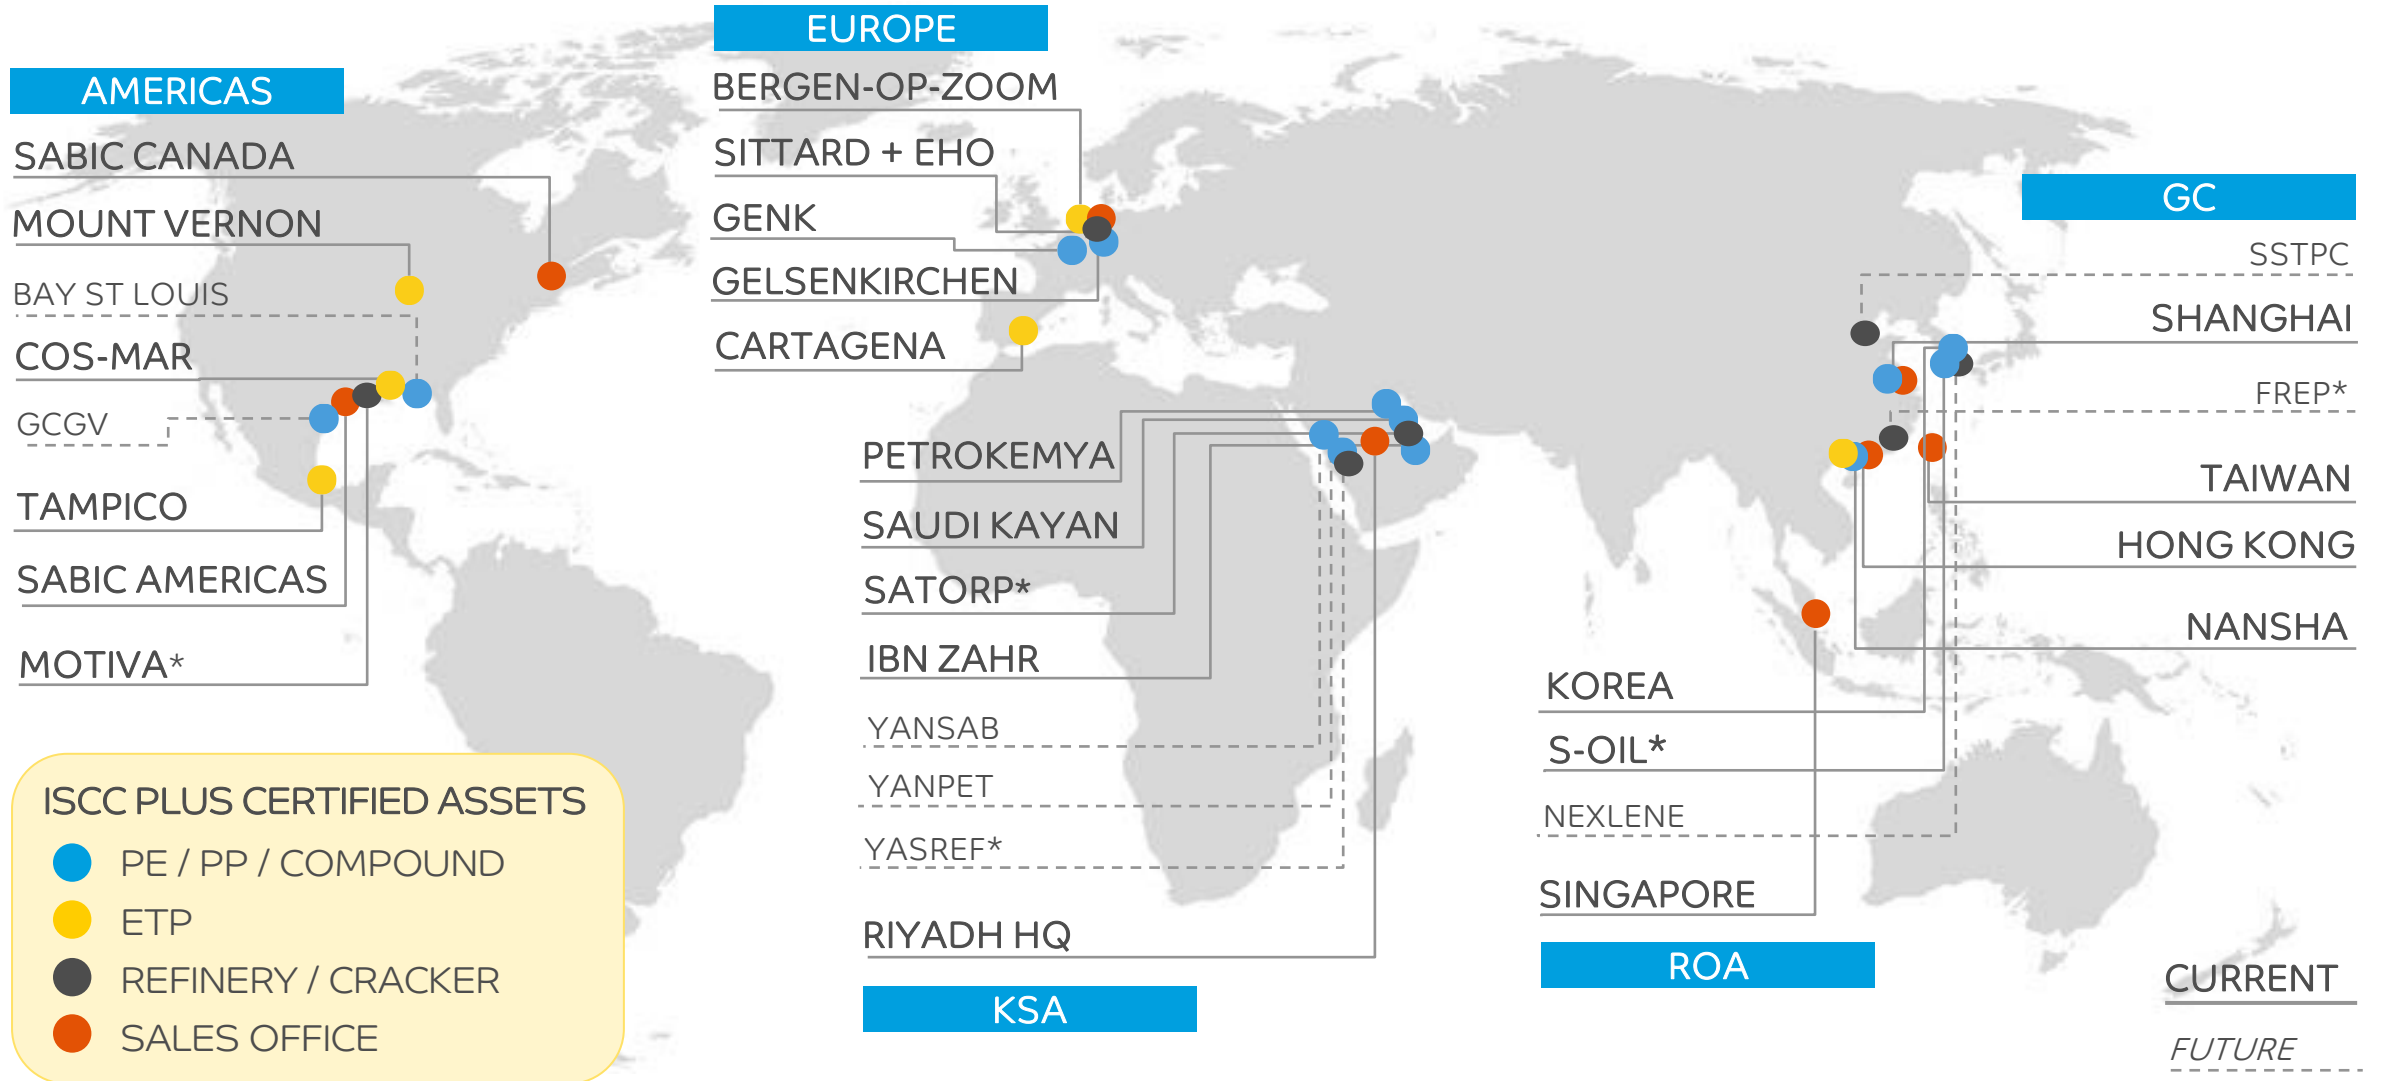 AMERICAS
SABIC CANADA
MOUNT VERNON
BAY ST LOUIS
COS-MAR
GCGV
TAMPICO
SABIC AMERICAS
MOTIVA*
ISCC PLUS CERTIFIED ASSETS
PE / PP / COMPOUND
ETP
REFINERY / CRACKER
SALES OFFICE
EUROPE
BERGEN-OP-ZOOM
SITTARD + EHO
GENK
GELSENKIRCHEN
CARTAGENA
PETROKEMYA
SAUDI KAYAN
SATORP*
IBN ZAHR
YANSAB
YANPET
YASREF*
RIYADH HQ
KSA
GC
SSTPC
SHANGHAI
FREP*
TAIWAN
HONG KONG
NANSHA
KOREA
S-OIL*
NEXLENE
SINGAPORE
ROA
CURRENT
FUTURE